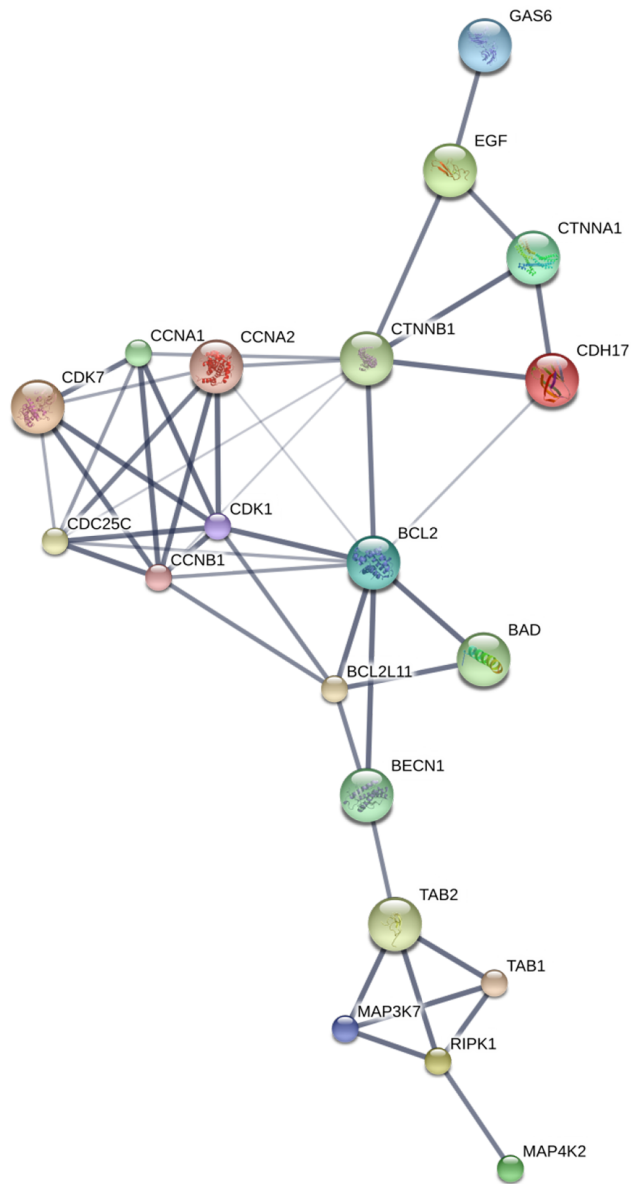 GAS6
EGF
CTNNA1
CTNNB1
CCNA1
CCNA2
CDH17
CDK7
CDC25C
CDK1
BCL2
CCNB1
BAD
BCL2L11
BECN1
TAB2
TAB1
MAP3K7
RIPK1
MAP4K2